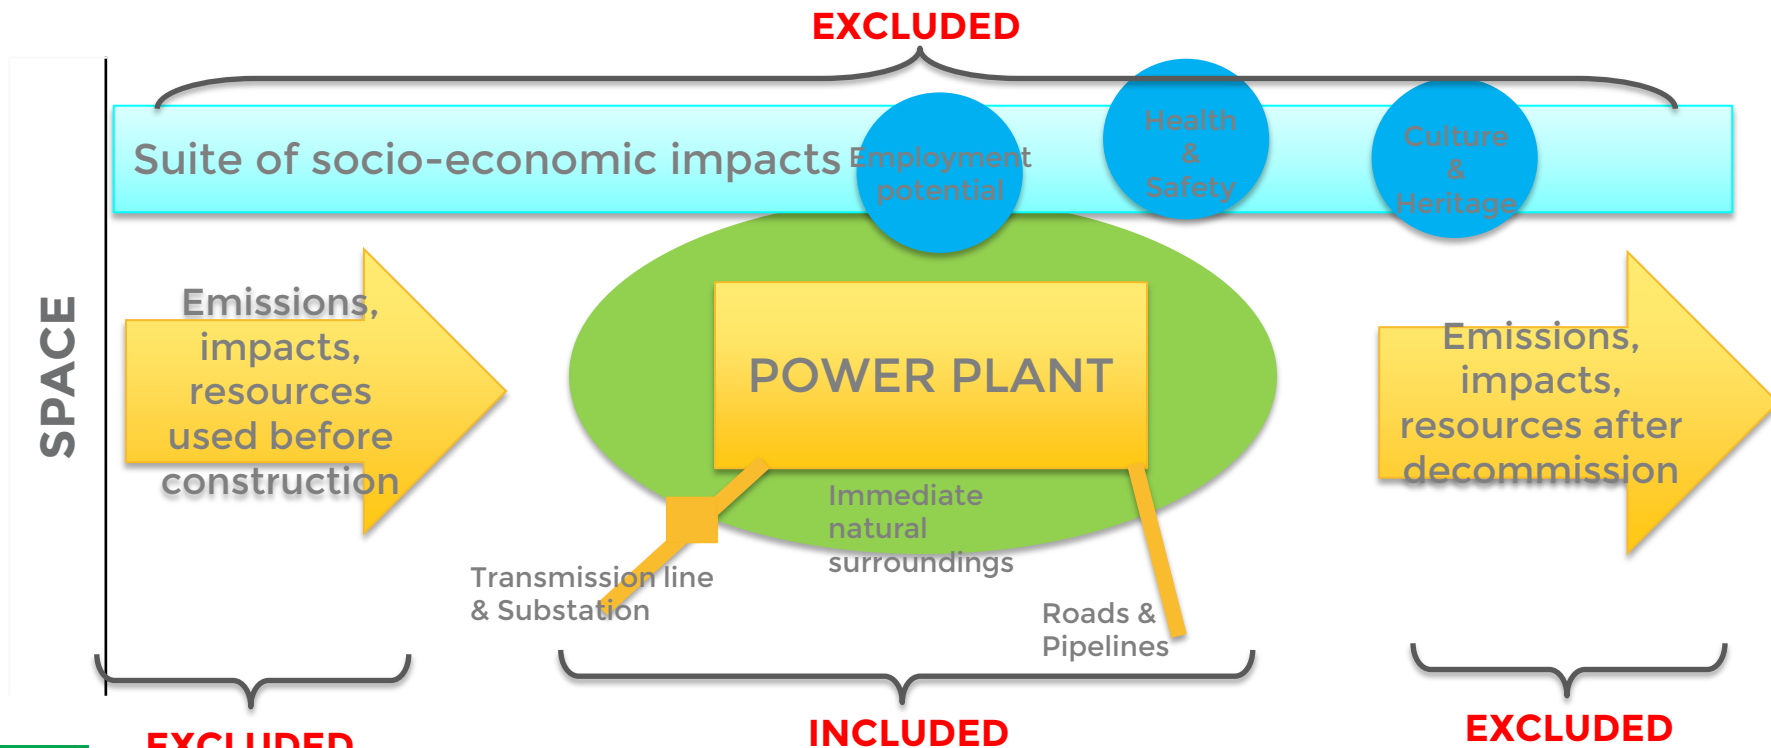 EXCLUDED
Suite of socio-economic impacts
Employment
potential
Health
&
Safety
Culture
&
Heritage
SPACE
Emissions,
impacts,
resources
used before
construction
POWER PLANT
Immediate
natural
surroundings
Transmission line
& Substation
Roads &
Pipelines
Emissions,
impacts,
resources after
decommission
EXCLUDED
INCLUDED
EXCLUDED